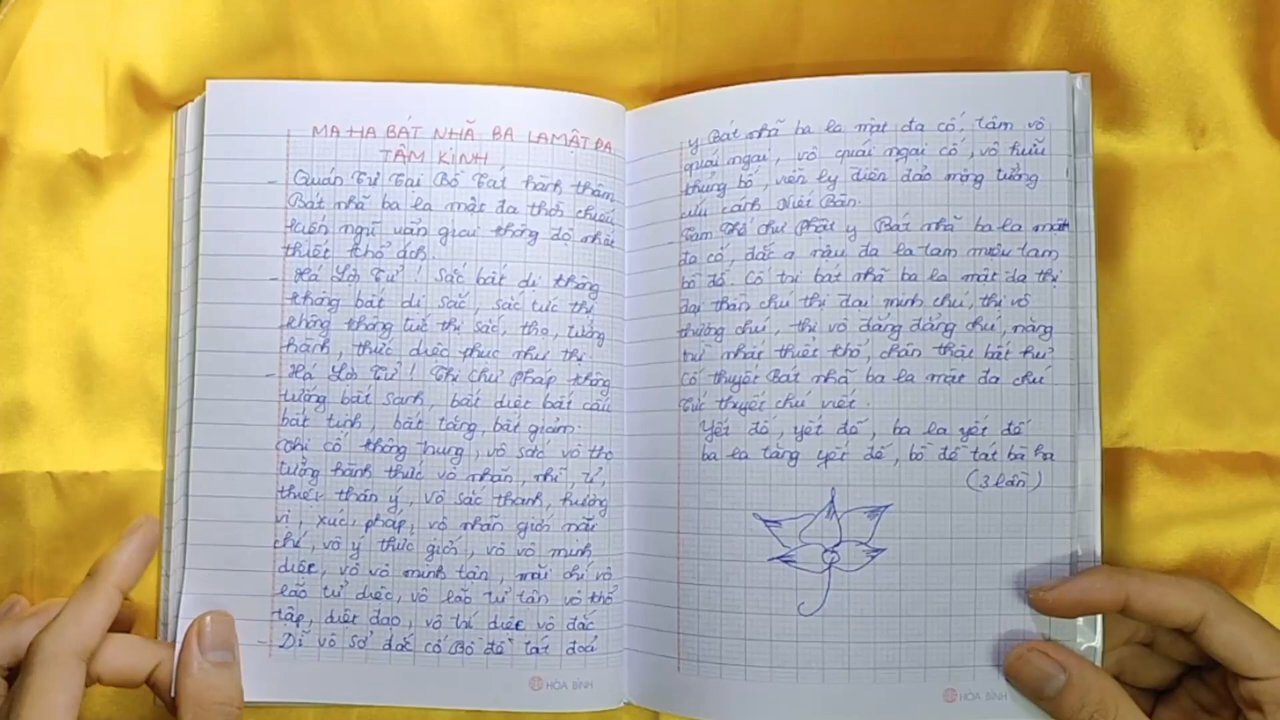 MA HA BÁT NHÃ BA LA MẬT ĐA
TÂM KINH
- Quán Tự Tại Bồ Tát hành thâm
Bát nhã ba la mật đa thời chiếu
kiến ngũ uẩn giai không độ nhất
thiết khổ ách.
- Xá Lợi Tử! Sắc bất dị không
không bất dị sắc, sắc tức thị
không không tức thị sắc, thọ, tưởng
hành, thức diệc phục như thị.
- Xá Lợi Tử! Thị chư pháp không
tướng bất sanh, bất diệt bất cấu
bất tịnh, bất tăng, bất giảm.
Thị cố không trung, vô sắc vô thọ
tưởng hành thức vô nhãn, nhĩ, tỷ,
thiệt thân ý, vô sắc thanh, hương
vị, xúc, pháp, vô nhãn giới nãi
chí, vô ý thức giới, vô vô minh
diệc, vô vô minh tận, nãi chí vô
lão tử diệc, vô lão tử tận vô khổ
tập, diệt đạo, vô trí diệc vô đắc
- Dĩ vô sở đắc cố Bồ đề tát đoả
y Bát nhã ba la mật đa cố, tâm vô
quái ngại, vô quái ngại cố, vô hữu
khủng bố, viễn ly điên đảo mộng tưởng
cứu cánh Niết Bàn.
- Tam thế chư Phật y Bát nhã ba la mật
đa cố, đắc a nậu đa la tam miệu tam
bồ đề. Cố tri bát nhã ba la mật đa thị
đại thần chú thị đại minh chú, thị vô
thượng chú, thị vô đẳng đẳng chú, năng
trừ nhất thiết khổ, chân thật bất hư
Cố thuyết Bát nhã ba la mật đa chú
Tức thuyết chú viết.
Yết đế, yết đế, ba la yết đế
ba la tăng yết đế, bồ đề tát bà ha
(3 lần)
HÒA BÌNH
HÒA BÌNH